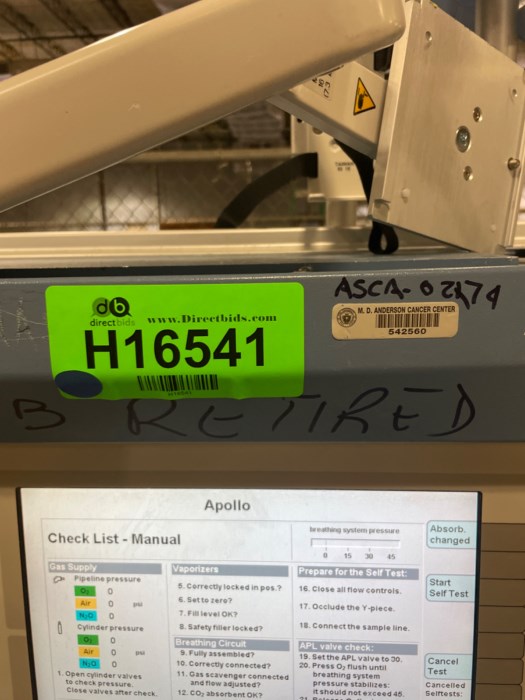 db
directbids
www.Directbids.com
H16541
M. D. ANDERSON CANCER CENTER
542560
B RETIRED
Apollo
Check List - Manual
breathing system pressure
0 15 30 45
Absorb.
changed
Gas Supply
Pipeline pressure
O₂ 0
Air 0 psi
N₂O 0
Cylinder pressure
O₂ 0
Air 0 psi
N₂O 0
1. Open cylinder valves
to check pressure.
Close valves after check.
Vaporizers
5. Correctly locked in pos.?
6. Set to zero?
7. Fill level OK?
8. Safety filler locked?
Breathing Circuit
9. Fully assembled?
10. Correctly connected?
11. Gas scavenger connected
and flow adjusted?
12. CO₂ absorbent OK?
Prepare for the Self Test:
16. Close all flow controls.
17. Occlude the Y-piece.
18. Connect the sample line.
APL valve check:
19. Set the APL valve to 30.
20. Press O₂ flush until
breathing system
pressure stabilizes:
it should not exceed 45.
Start
Self Test
Cancel
Test
Cancelled
Selftests: